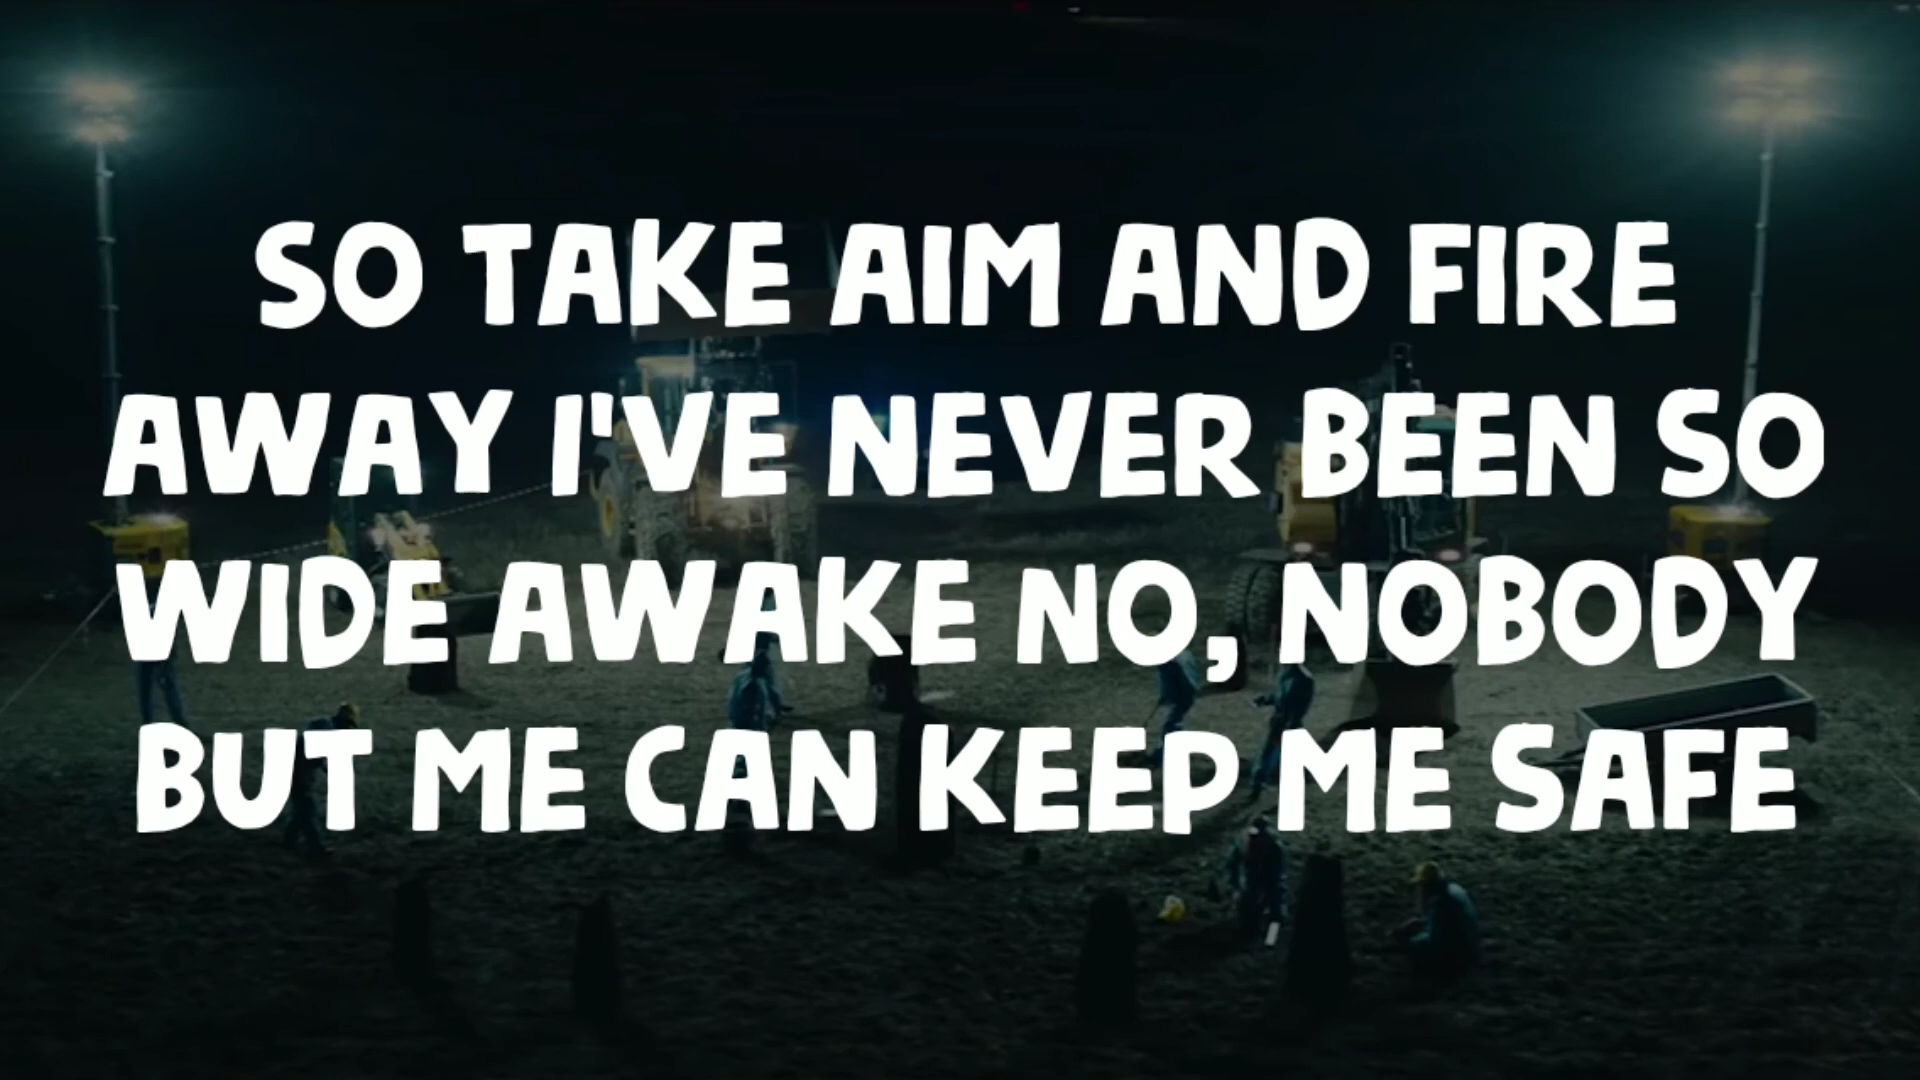 SO TAKE AIM AND FIRE
AWAY I'VE NEVER BEEN SO
WIDE AWAKE NO, NOBODY
BUT ME CAN KEEP ME SAFE